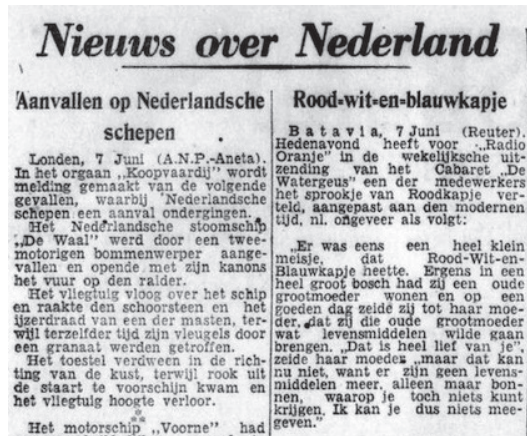 Nieuws over Nederland
Aanvallen op Nederlandsche
schepen
Londen, 7 Juni (A.N.P.-Aneta).
In het orgaan „Koopvaardij" wordt
melding gemaakt van de volgende
gevallen, waarbij Nederlandsche
schepen een aanval ondergingen.
Het Nederlandsche stoomschip
„De Waal" werd door een twee-
motorigen bommenwerper aange-
vallen en opende met zijn kanons
het vuur op den raider.
Het vliegtuig vloog over het schip
en raakte den schoorsteen en het
ijzerdraad van een der masten, ter-
wijl terzelfder tijd zijn vleugels door
een granaat werden getroffen.
Het toestel verdween in de rich-
ting van de kust, terwijl rook uit
de staart te voorschijn kwam en
het vliegtuig hoogte verloor.
Het motorschip „Voorne" had
Rood-wit-en-blauwkapje
Batavia, 7 Juni (Reuter).
Hedenavond heeft voor „Radio
Oranje" in de wekelijksche uit-
zending van het Cabaret „De
Watergeus" een der medewerkers
het sprookje van Roodkapje ver-
teld, aangepast aan den modernen
tijd, nl. ongeveer als volgt:
„Er was eens een heel klein
meisje, dat Rood-Wit-en-
Blauwkapje heette. Ergens in een
heel groot bosch had zij een oude
grootmoeder wonen en op een
goeden dag zeide zij tot haar moe-
der, dat zij die oude grootmoeder
wat levensmiddelen wilde gaan
brengen. „Dat is heel lief van je",
zeide haar moeder „maar dat kan
nu niet, want er zijn geen levens-
middelen meer, alleen maar bon-
nen, waarop je toch niets kunt
krijgen. Ik kan je dus niets mee-
geven."